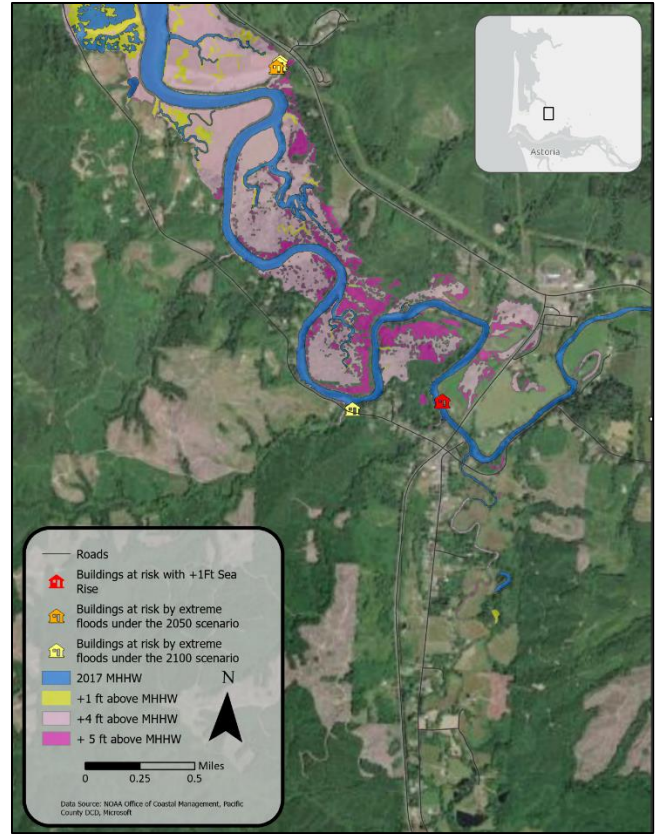 Astoria
Roads
Buildings at risk with +1Ft Sea
Rise
Buildings at risk by extreme
floods under the 2050 scenario
Buildings at risk by extreme
floods under the 2100 scenario
2017 MHHW
N
+1 ft above MHHW
+4 ft above MHHW
+ 5 ft above MHHW
Miles
0 0.25 0.5
Data Source: NOAA Office of Coastal Management, Pacific
County DCD, Microsoft